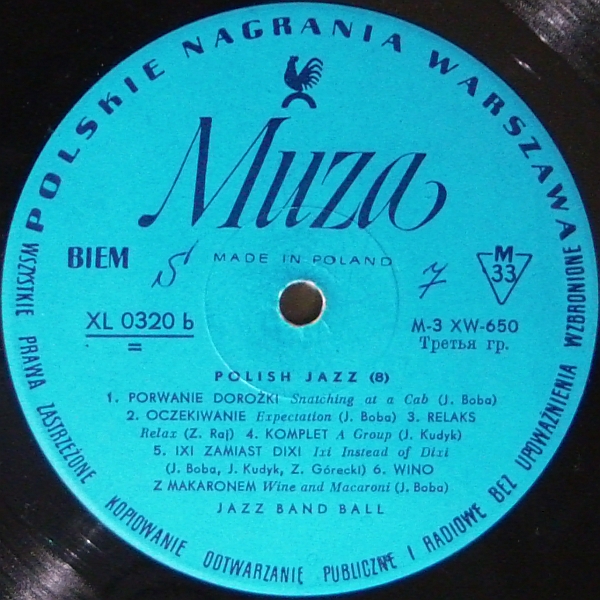 POLSKIE NAGRANIA WARSZAWA
Muza
BIEM
MADE IN POLAND
M
33
XL 0320 b
=
M-3 XW-650
Третья гр.
POLISH JAZZ (8)
1. PORWANIE DOROŻKI Snatching at a Cab (J. Boba)
2. OCZEKIWANIE Expectation (J. Boba) 3. RELAKS
Relax (Z. Raj) 4. KOMPLET A Group (J. Kudyk)
5. IXI ZAMIAST DIXI Ixi Instead of Dixi
(J. Boba, J. Kudyk, Z. Górecki) 6. WINO
Z MAKARONEM Wine and Macaroni (J. Boba)
JAZZ BAND BALL
WSZYSTKIE PRAWA ZASTRZEŻONE KOPIOWANIE ODTWARZANIE PUBLICZNE I RADIOWE BEZ UPOWAŻNIENIA WZBRONIONE